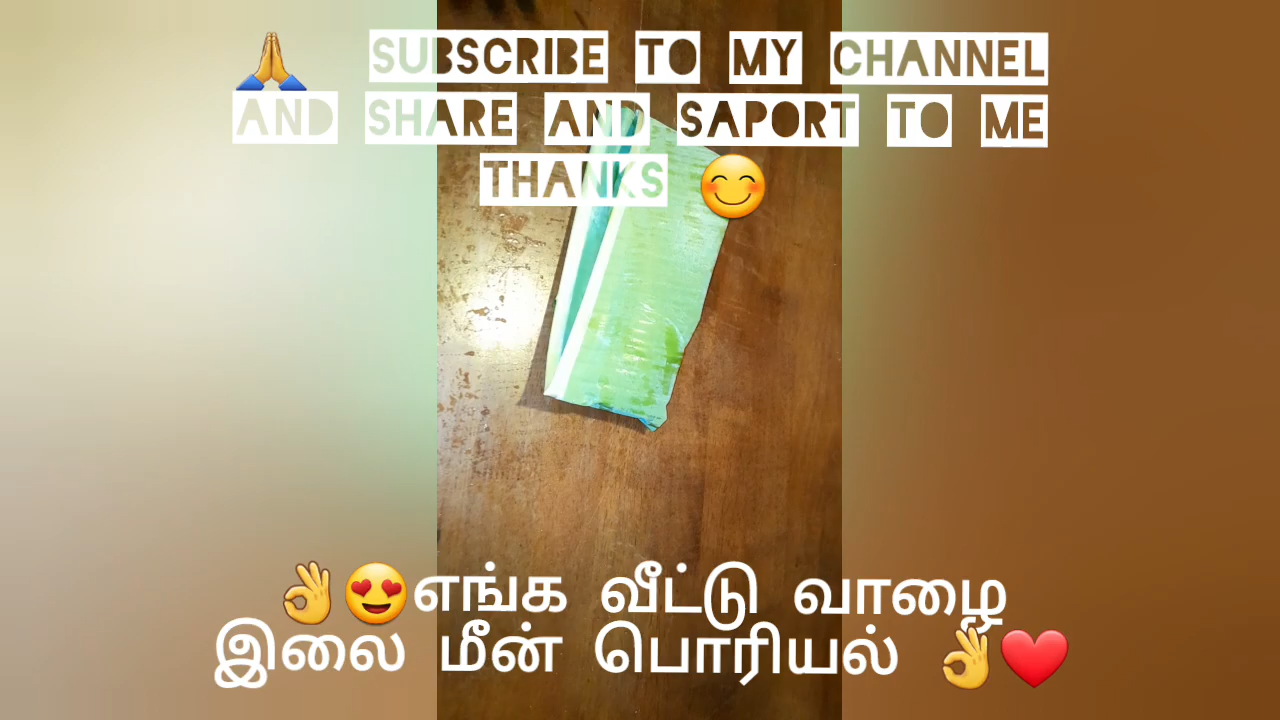 🙏 SUBSCRIBE TO MY CHANNEL
AND SHARE AND SAPORT TO ME
THANKS 😊
👌😍எங்க வீட்டு வாழை
இலை மீன் பொரியல் 👌❤️